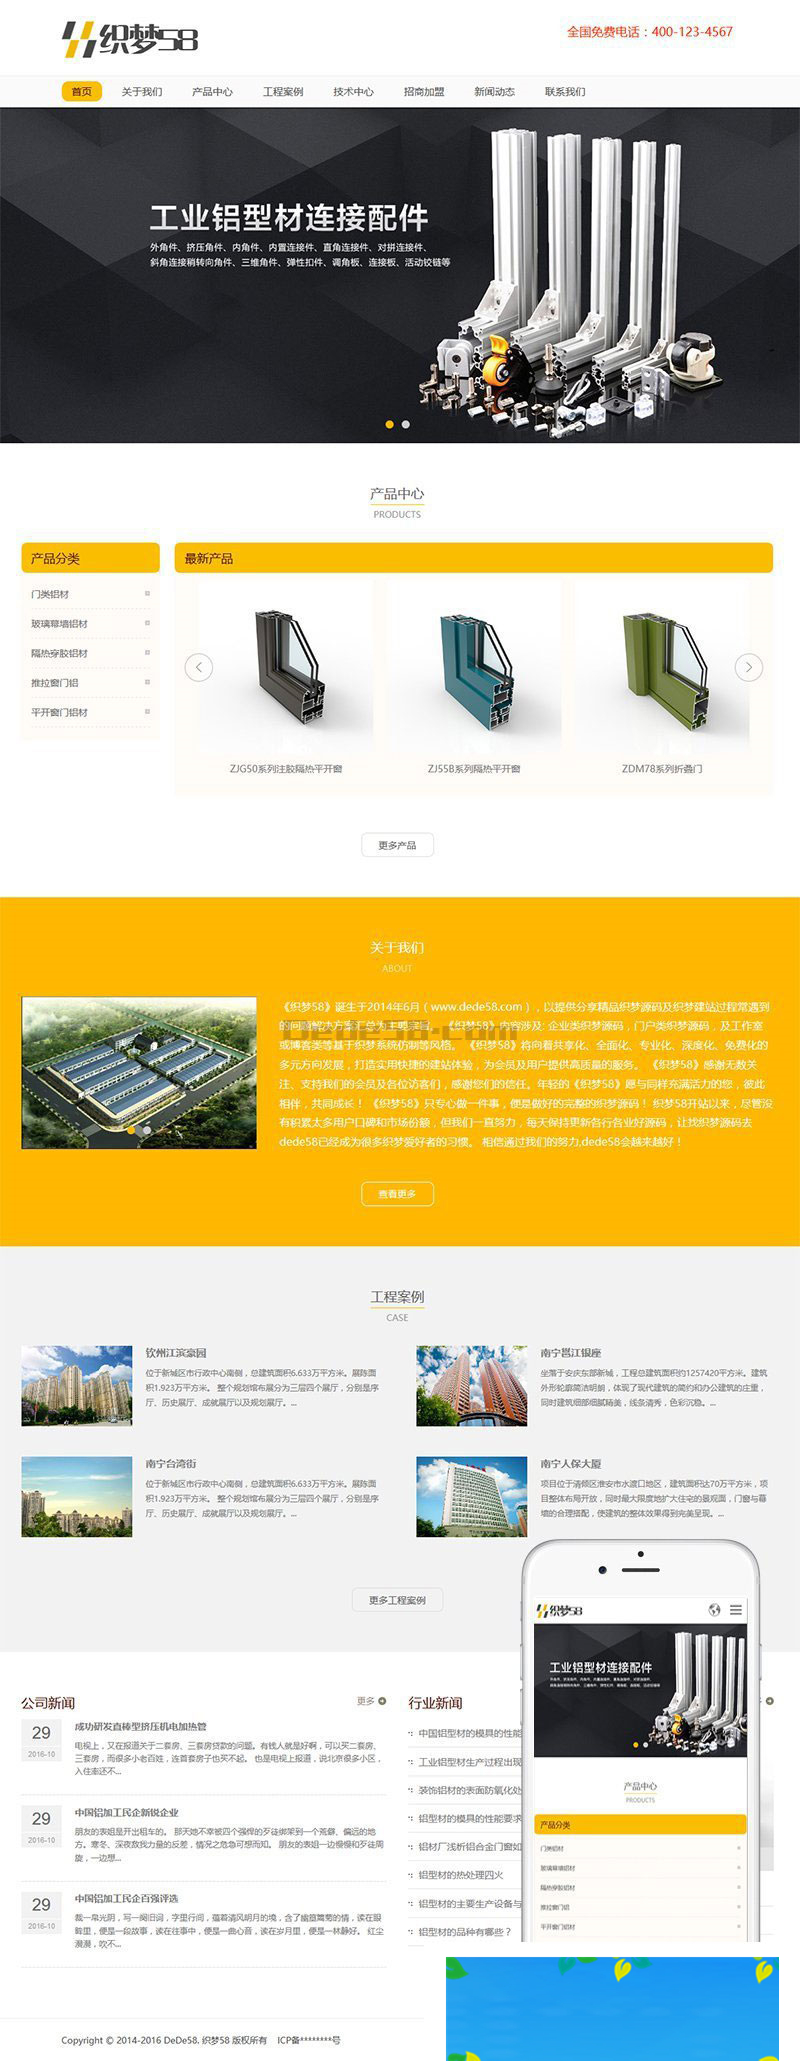 织梦58
全国免费电话：400-123-4567
首页 关于我们 产品中心 工程案例 技术中心 招商加盟 新闻动态 联系我们
工业铝型材连接配件
外角件、挤压角件、内角件、内置连接件、直角连接件、对拼连接件、
斜角连接稍转向角件、三维角件、弹性扣件、调角板、连接板、活动铰链等
产品中心
PRODUCTS
产品分类
门类铝材
玻璃幕墙铝材
隔热穿胶铝材
推拉窗门铝
平开窗门铝材
最新产品
ZJG50系列注胶隔热平开窗
ZJ55B系列隔热平开窗
ZDM78系列折叠门
更多产品
关于我们
ABOUT
《织梦58》诞生于2014年6月（www.dede58.com），以提供分享精品织梦源码及织梦建站过程常遇到
的问题解决方案汇总为主要内容。 《织梦58》内容涉及: 企业类织梦源码，门户类织梦源码，及工作室
或博客类等基于织梦系统仿制等风格。 《织梦58》将向着共享化、全面化、专业化、深度化、免费化的
多元方向发展，打造实用快捷的建站体验，为会员及用户提供高质量的服务。 《织梦58》感谢无数关
注、支持我们的会员及各位访客们，感谢您们的信任。年轻的《织梦58》愿与同样充满活力的您，彼此
相伴，共同成长！ 《织梦58》只专心做一件事，便是做好的完整的织梦源码！ 织梦58开站以来，尽管没
有积累太多用户口碑和市场份额，但我们一直努力，每天保持更新各行各业好源码，让找织梦源码去
dede58已经成为很多织梦爱好者的习惯。 相信通过我们的努力,dede58会越来越好！
Dede58.com
查看更多
工程案例
CASE
钦州江滨豪园
位于新城区市行政中心南侧，总建筑面积6.633万平方米。展陈面
积1.923万平方米。 整个规划馆布展分为三层四个展厅，分别是序
厅、历史展厅、成就展厅以及规划展厅。...
南宁邕江银座
坐落于安庆东部新城，工程总建筑面积约1257420平方米。建筑
外形轮廓简洁明朗，体现了现代建筑的简约和办公建筑的庄重，
同时建筑细部细腻精美，线条清秀，色彩沉稳。...
南宁台湾街
位于新城区市行政中心南侧，总建筑面积6.633万平方米。展陈面
积1.923万平方米。 整个规划馆布展分为三层四个展厅，分别是序
厅、历史展厅、成就展厅以及规划展厅。...
南宁人保大厦
项目位于清倾区淮安市水渡口地区，建筑面积达70万平方米，项
目整体布局开放，同时最大限度地扩大住宅的景观面，门窗与幕
墙的合理搭配，使建筑的整体效果得到完美呈现。...
更多工程案例
公司新闻
更多
29
2016-10
成功研发直棒型挤压机电加热管
电视上，又在报道关于二套房、三套房贷款的问题。有钱人就是好啊，可以买二套房、
三套房，而很多小老百姓，连首套房子也买不起。 也是电视上报道，说北京很多小区，
入住率还不...
29
2016-10
中国铝加工民企新锐企业
朋友的表姐是开出租车的。 那天她不幸被四个强悍的歹徒绑架到一个荒僻、偏远的地
方。寒冬、深夜敌我力量的反差，情况之危急可想而知。 朋友的表姐一边慢慢和歹徒周
旋，一边想...
29
2016-10
中国铝加工民企百强评选
裁一帛光阴，写一阕旧词，字里行间，蕴着清风明月的境，含了幽篁篱菊的情，读在眼
眸里，便是一段故事，读在往事中，便是一曲心音，读在岁月里，便是一抹静好。 红尘
漫漫，吹不...
行业新闻
中国铝型材的模具的性能
工业铝型材生产过程出现
装饰铝材的表面防氧化处
铝型材的模具的性能要求
铝材厂浅析铝合金门窗如
铝型材的热处理四火
铝型材的主要生产设备与
铝型材的品种有哪些？
织梦58
工业铝型材连接配件
产品中心
PRODUCTS
产品分类
门类铝材
玻璃幕墙铝材
隔热穿胶铝材
推拉窗门铝
平开窗门铝材
Copyright © 2014-2016 DeDe58. 织梦58 版权所有 ICP备********号